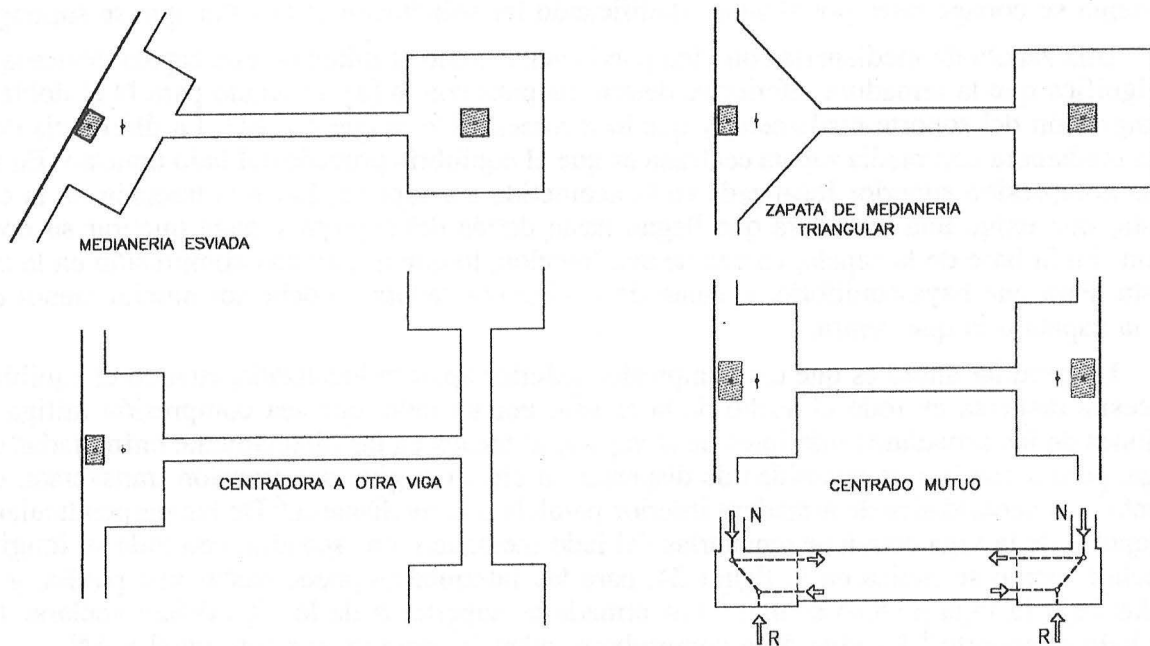 MEDIANERIA ESVIADA
ZAPATA DE MEDIANERIA
TRIANGULAR
CENTRADORA A OTRA VIGA
CENTRADO MUTUO
N
N
R
R